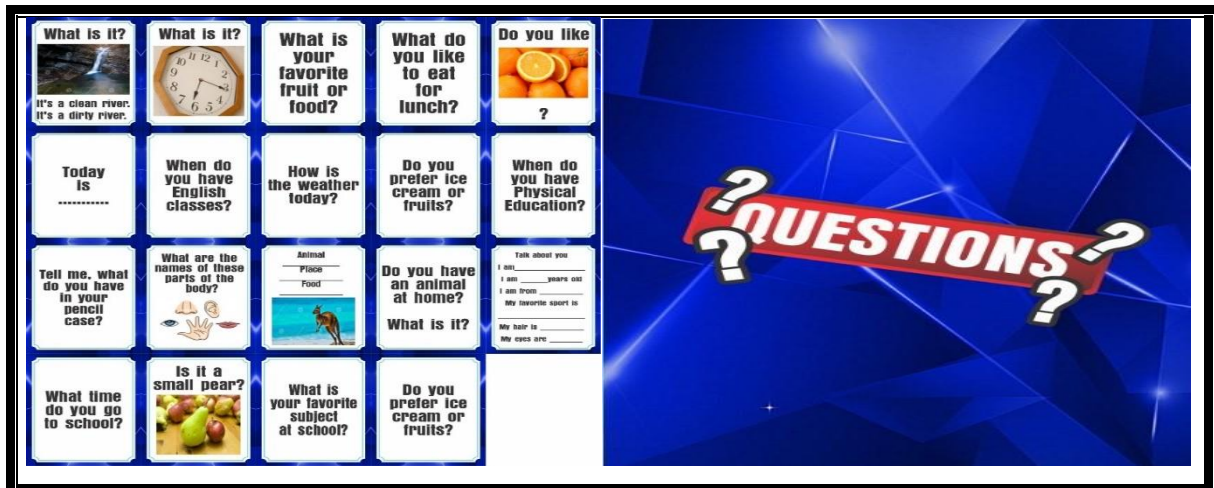 What is it?
It's a clean river.
It's a dirty river.
What is it?
What is
your
favorite
fruit or
food?
What do
you like
to eat
for
lunch?
Do you like
?
Today
is
-----------
When do
you have
English
classes?
How is
the weather
today?
Do you
prefer ice
cream or
fruits?
When do
you have
Physical
Education?
Tell me, what
do you have
in your
pencil
case?
What are the
names of these
parts of the
body?
Animal
Place
Food
Do you have
an animal
at home?
What is it?
Talk about you
I am
I am ______ years old
I am from ________
My favorite sport is
My hair is ________
My eyes are ________
What time
do you go
to school?
Is it a
small pear?
What is
your favorite
subject
at school?
Do you
prefer ice
cream or
fruits?
? QUESTIONS ?
? ?